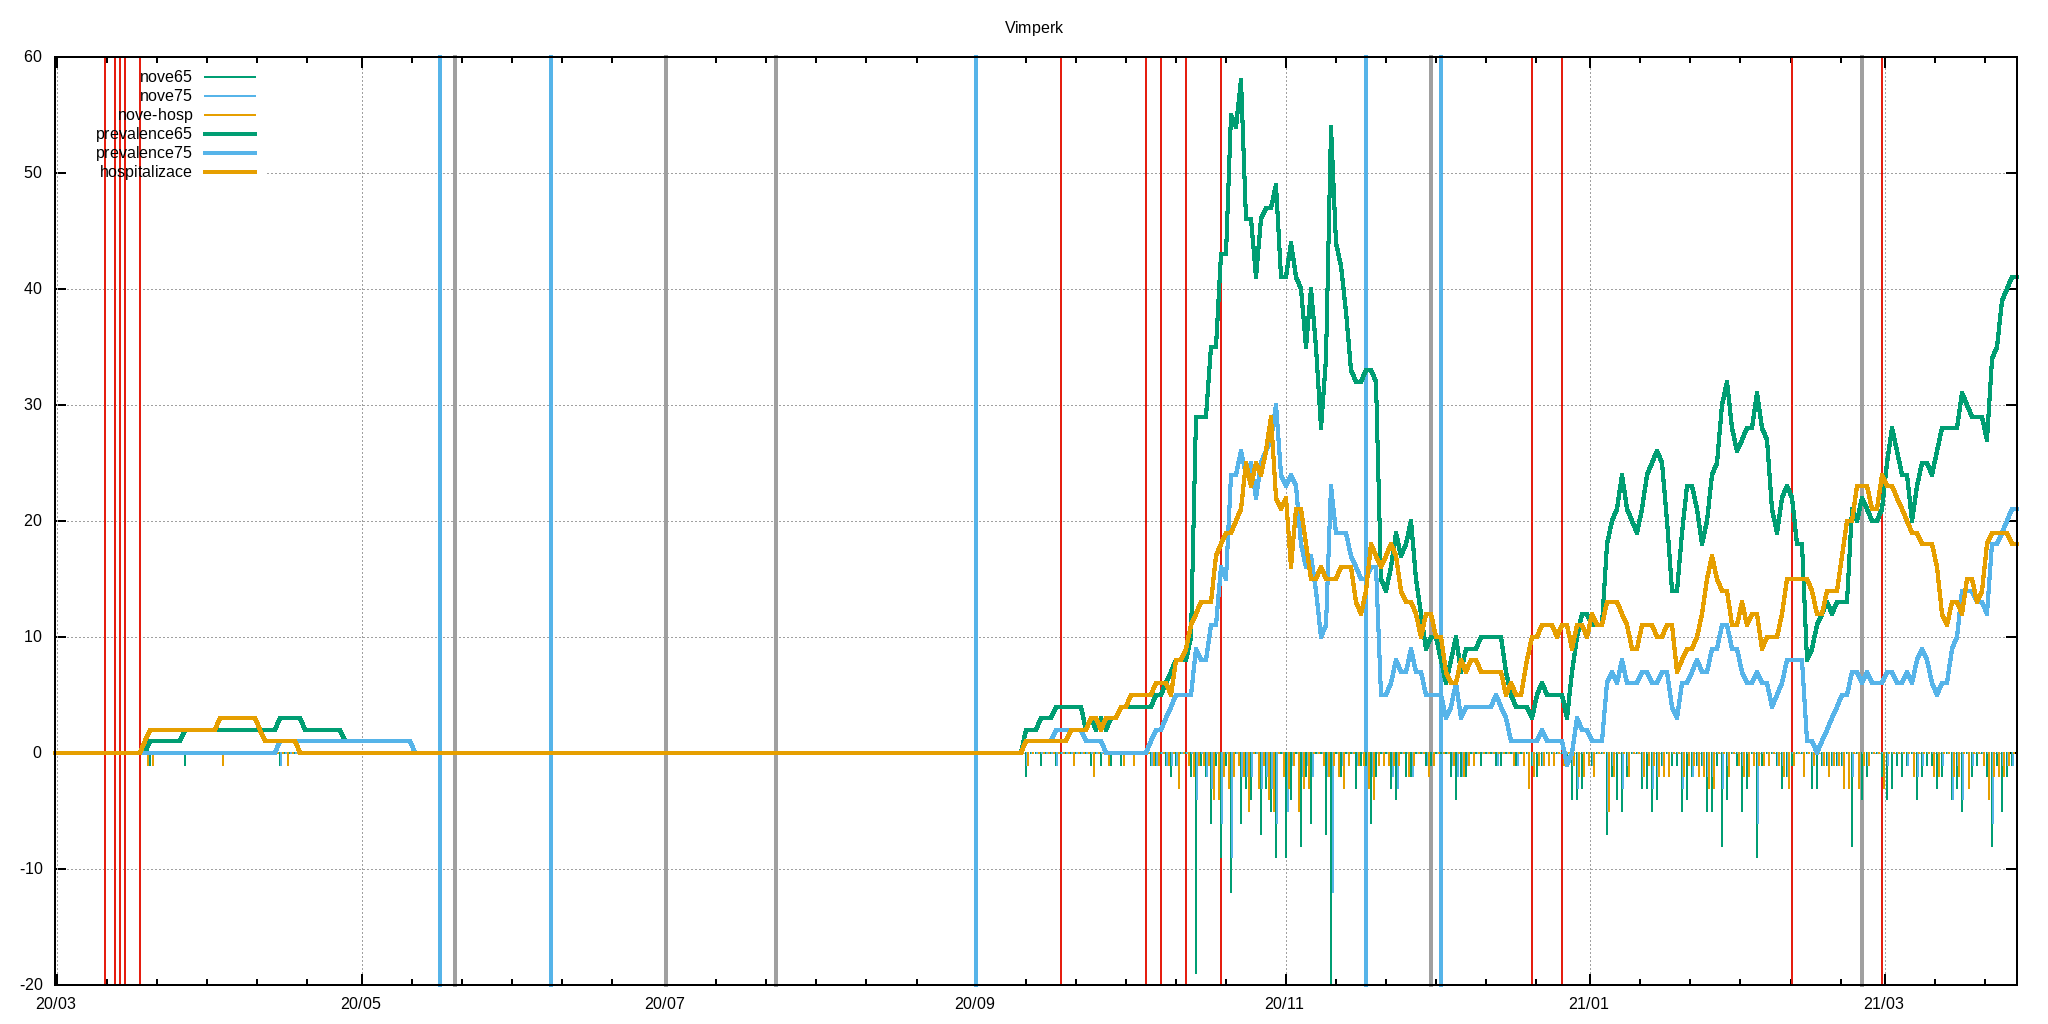 Vimperk
60
50
40
30
20
10
0
-10
-20
nove65
nove75
nove-hosp
prevalence65
prevalence75
hospitalizace
20/03 20/05 20/07 20/09 20/11 21/01 21/03